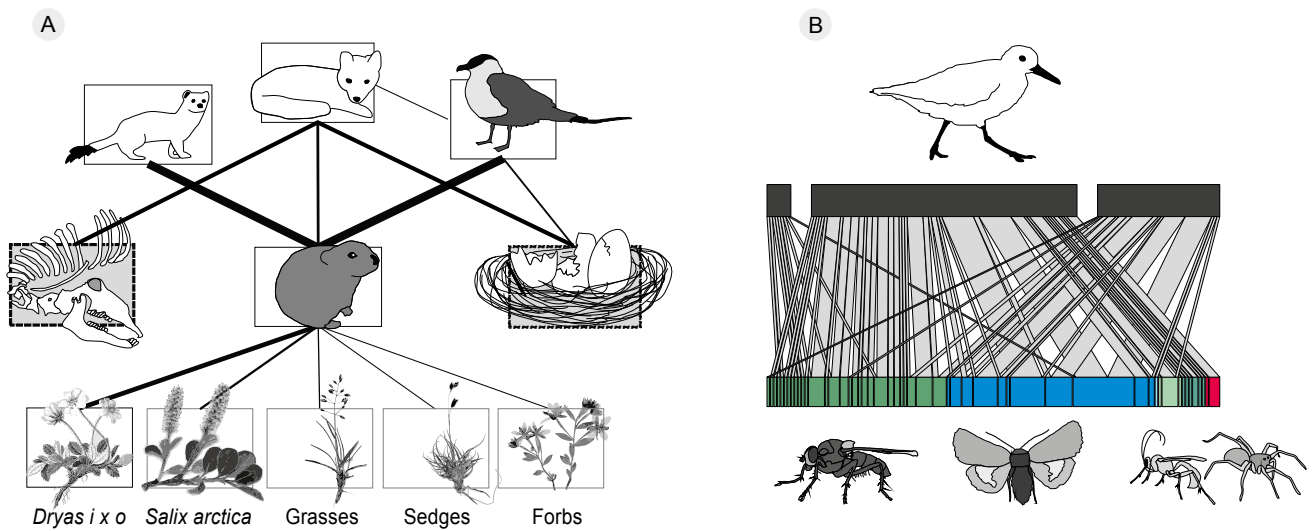 A
B
Dryas i x o
Salix arctica
Grasses
Sedges
Forbs